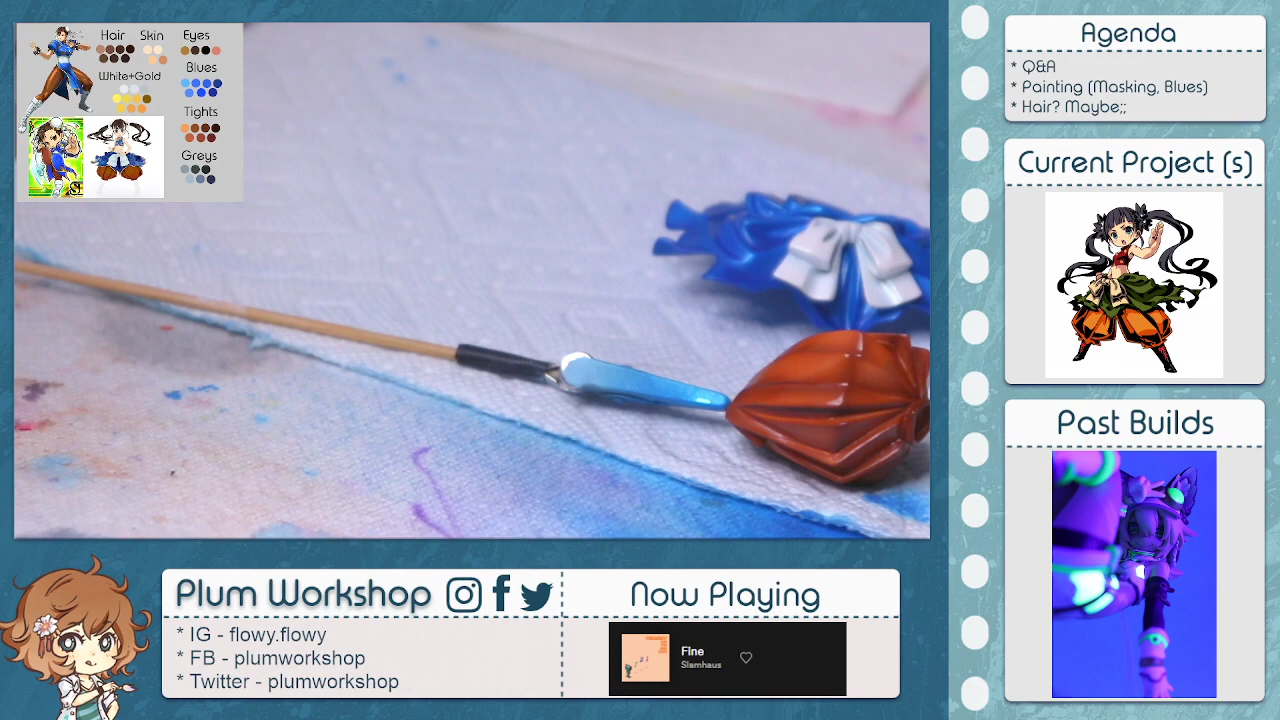 Hair Skin Eyes
Blues
White+Gold
Tights
Greys
Agenda
* Q&A
* Painting (Masking, Blues)
* Hair? Maybe;;
Current Project (s)
Past Builds
Plum Workshop
* IG - flowy.flowy
* FB - plumworkshop
* Twitter - plumworkshop
Now Playing
FIne
Slamhaus